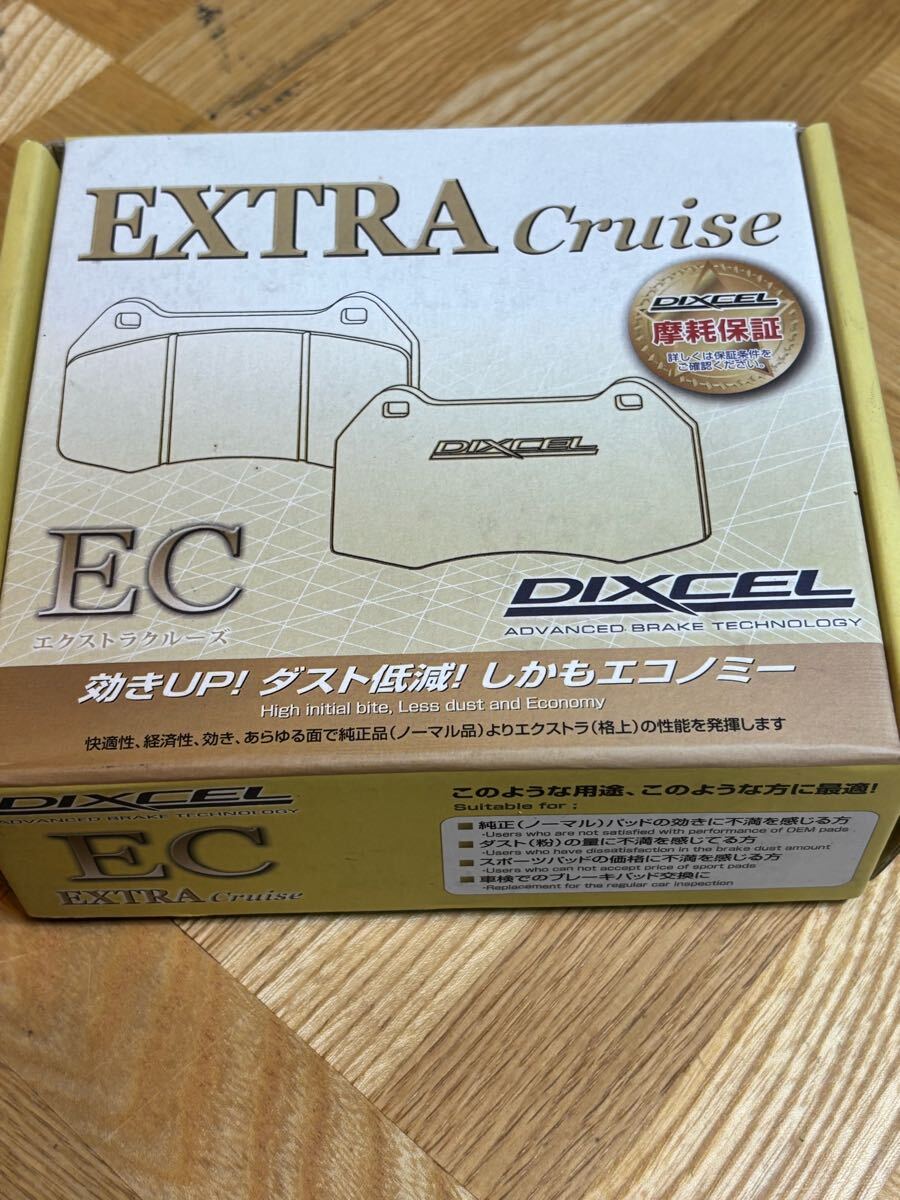 EXTRA Cruise
DIXCEL
摩耗保証
詳しくは保証条件を
ご確認ください。
DIXCEL
EC
エクストラクルーズ
DIXCEL
ADVANCED BRAKE TECHNOLOGY
効きUP! ダスト低減! しかもエコノミー
High initial bite, Less dust and Economy
快適性、経済性、効き、あらゆる面で純正品(ノーマル品)よりエクストラ(格上)の性能を発揮します
DIXCEL
ADVANCED BRAKE TECHNOLOGY
EC
EXTRA Cruise
このような用途、このような方に最適!
Suitable for ;
■純正(ノーマル)パッドの効きに不満を感じる方
-Users who are not satisfied with performance of OEM pads
■ダスト(粉)の量に不満を感じてる方
-Users who have dissatisfaction in the brake dust amount
■スポーツパッドの価格に不満を感じる方
-Users who can not accept price of sport pads
■車検でのブレーキパッド交換に
-Replacement for the regular car inspection